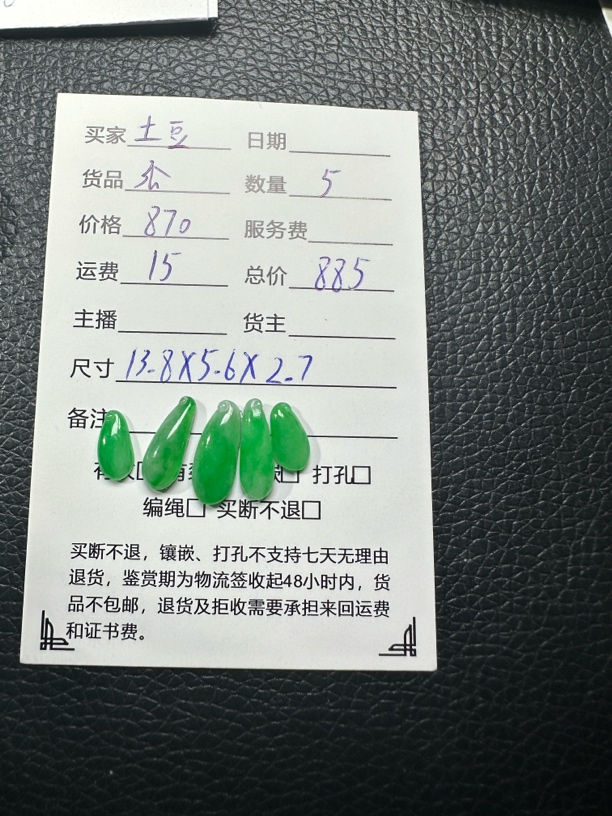 买家 土豆 日期
货品 数量 5
价格 870 服务费
运费 15 总价 885
主播 货主
尺寸 13.8X5.6X2.7
备注
打孔□
编绳□ 买断不退□
买断不退，镶嵌、打孔不支持七天无理由
退货，鉴赏期为物流签收起48小时内，货
品不包邮，退货及拒收需要承担来回运费
和证书费。